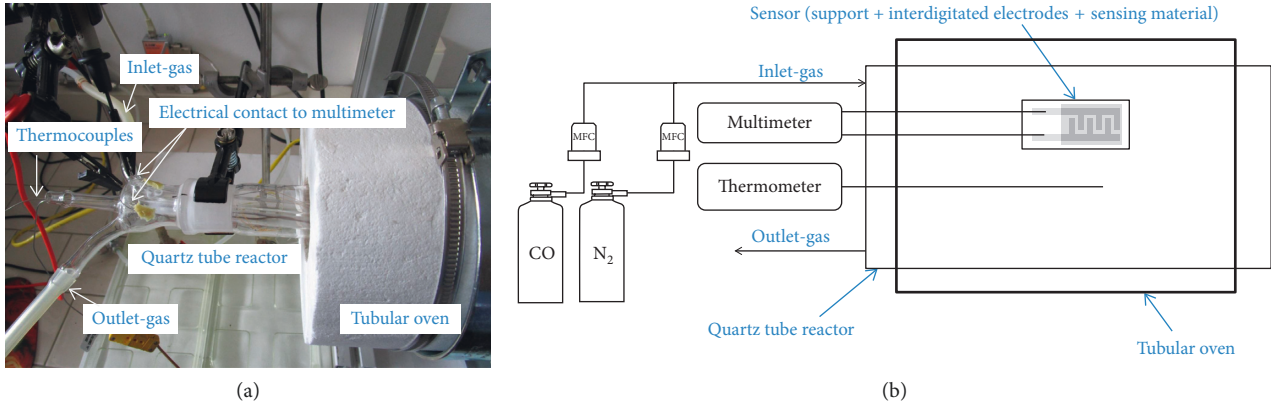 Inlet-gas
Electrical contact to multimeter
Thermocouples
Quartz tube reactor
Outlet-gas
Tubular oven
(a)
Sensor (support + interdigitated electrodes + sensing material)
Inlet-gas
MFC
MFC
Multimeter
Thermometer
CO
N2
Outlet-gas
Quartz tube reactor
Tubular oven
(b)